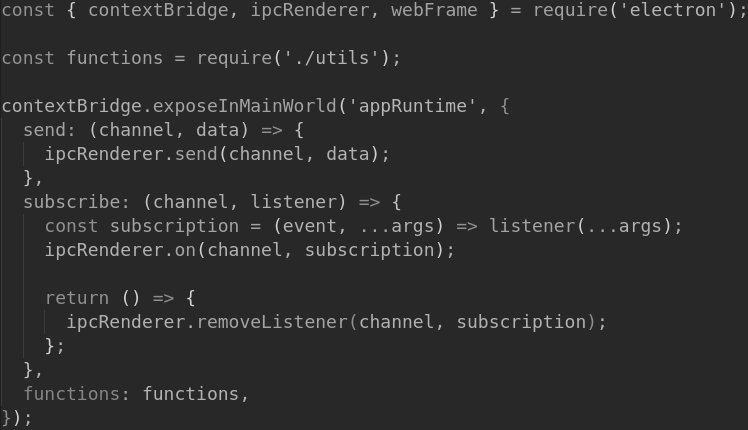 const { contextBridge, ipcRenderer, webFrame } = require('electron');
const functions = require('./utils');
contextBridge.exposeInMainWorld('appRuntime', {
  send: (channel, data) => {
    ipcRenderer.send(channel, data);
  },
  subscribe: (channel, listener) => {
    const subscription = (event, ...args) => listener(...args);
    ipcRenderer.on(channel, subscription);
    return () => {
      ipcRenderer.removeListener(channel, subscription);
    };
  },
  functions: functions,
});